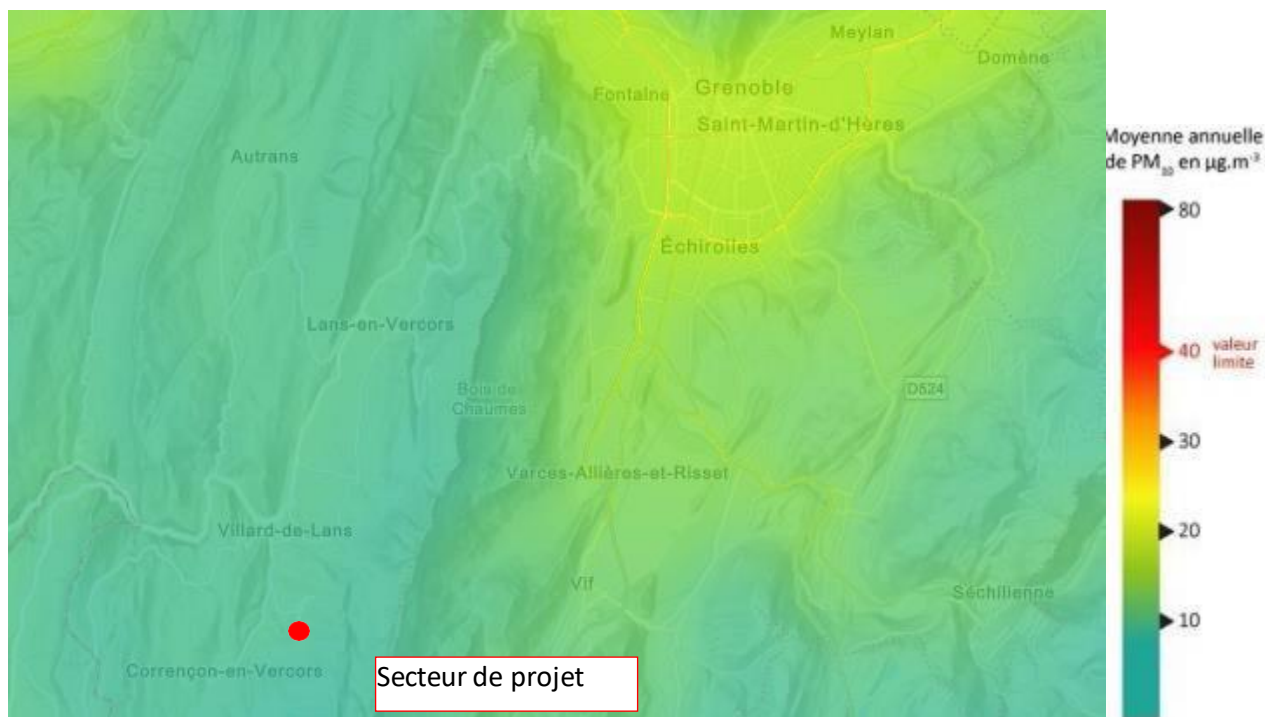 Meylan
Domène
Grenoble
Fontaine
Saint-Martin-d'Hères
Moyenne annuelle
de PM₁₀ en µg.m⁻³
Autrans
80
Échirolles
Lans-en-Vercors
40 valeur
limite
Bois de
Chaumes
D524
30
Varces-Allières-et-Risset
Villard-de-Lans
20
Vif
Séchilienne
10
Corrençon-en-Vercors
Secteur de projet